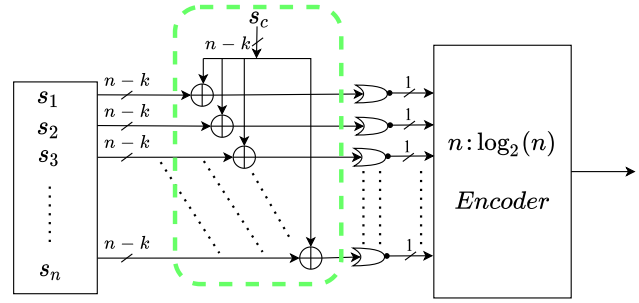 s_c
n − k
n − k
s_1
1
n − k
s_2
1
n − k
s_3
1
n:log_2(n)
Encoder
n − k
s_n
1